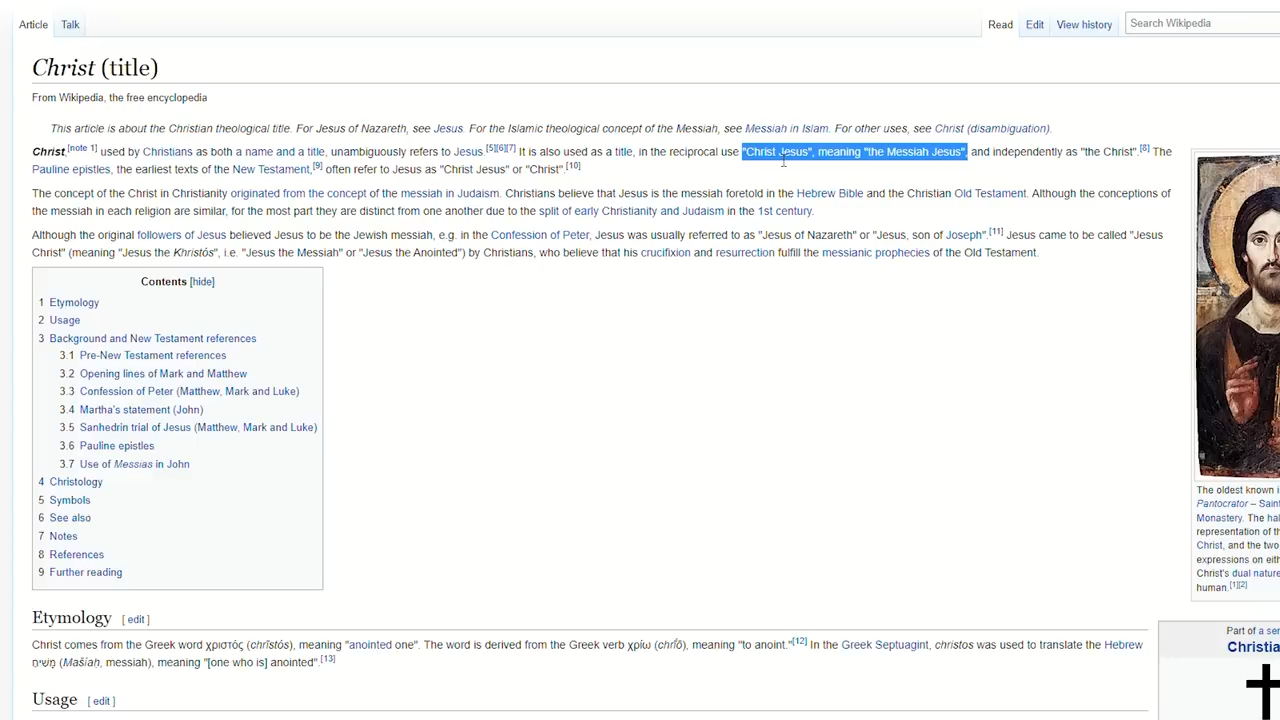 Article Talk Read Edit View history Search Wikipedia
Christ (title)
From Wikipedia, the free encyclopedia
This article is about the Christian theological title. For Jesus of Nazareth, see Jesus. For the Islamic theological concept of the Messiah, see Messiah in Islam. For other uses, see Christ (disambiguation).
Christ,[note 1] used by Christians as both a name and a title, unambiguously refers to Jesus.[5][6][7] It is also used as a title, in the reciprocal use "Christ Jesus", meaning "the Messiah Jesus", and independently as "the Christ".[8] The
Pauline epistles, the earliest texts of the New Testament,[9] often refer to Jesus as "Christ Jesus" or "Christ".[10]
The concept of the Christ in Christianity originated from the concept of the messiah in Judaism. Christians believe that Jesus is the messiah foretold in the Hebrew Bible and the Christian Old Testament. Although the conceptions of
the messiah in each religion are similar, for the most part they are distinct from one another due to the split of early Christianity and Judaism in the 1st century.
Although the original followers of Jesus believed Jesus to be the Jewish messiah, e.g. in the Confession of Peter, Jesus was usually referred to as "Jesus of Nazareth" or "Jesus, son of Joseph".[11] Jesus came to be called "Jesus
Christ" (meaning "Jesus the Khristós", i.e. "Jesus the Messiah" or "Jesus the Anointed") by Christians, who believe that his crucifixion and resurrection fulfill the messianic prophecies of the Old Testament.
Contents [hide]
1 Etymology
2 Usage
3 Background and New Testament references
3.1 Pre-New Testament references
3.2 Opening lines of Mark and Matthew
3.3 Confession of Peter (Matthew, Mark and Luke)
3.4 Martha's statement (John)
3.5 Sanhedrin trial of Jesus (Matthew, Mark and Luke)
3.6 Pauline epistles
3.7 Use of Messias in John
4 Christology
5 Symbols
6 See also
7 Notes
8 References
9 Further reading
The oldest known i
Pantocrator – Sain
Monastery. The hal
representation of th
Christ, and the two
expressions on eith
Christ's dual nature
human.[1][2]
Etymology [ edit ]
Christ comes from the Greek word χριστός (chrīstós), meaning "anointed one". The word is derived from the Greek verb χρίω (chrī́ō), meaning "to anoint."[12] In the Greek Septuagint, christos was used to translate the Hebrew
מָשִׁיחַ (Mašíaḥ, messiah), meaning "[one who is] anointed".[13]
Usage [ edit ]
Part of a ser
Christia